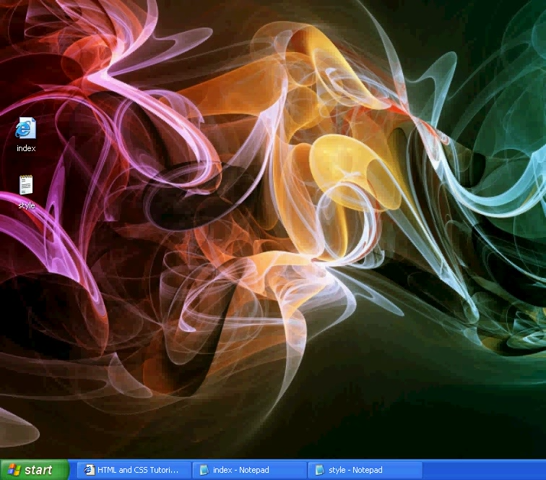 index
style
start
HTML and CSS Tutori...
index - Notepad
style - Notepad